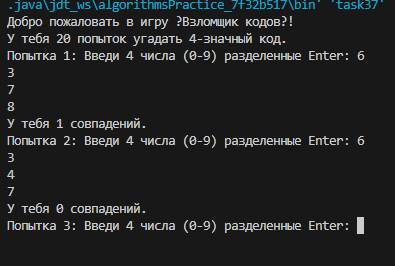 .java\jdt_ws\algorithmsPractice_7f32b517\bin' 'task37'
Добро пожаловать в игру ?Взломщик кодов?!
У тебя 20 попыток угадать 4-значный код.
Попытка 1: Введи 4 числа (0-9) разделенные Enter: 6
3
7
8
У тебя 1 совпадений.
Попытка 2: Введи 4 числа (0-9) разделенные Enter: 6
3
4
7
У тебя 0 совпадений.
Попытка 3: Введи 4 числа (0-9) разделенные Enter: